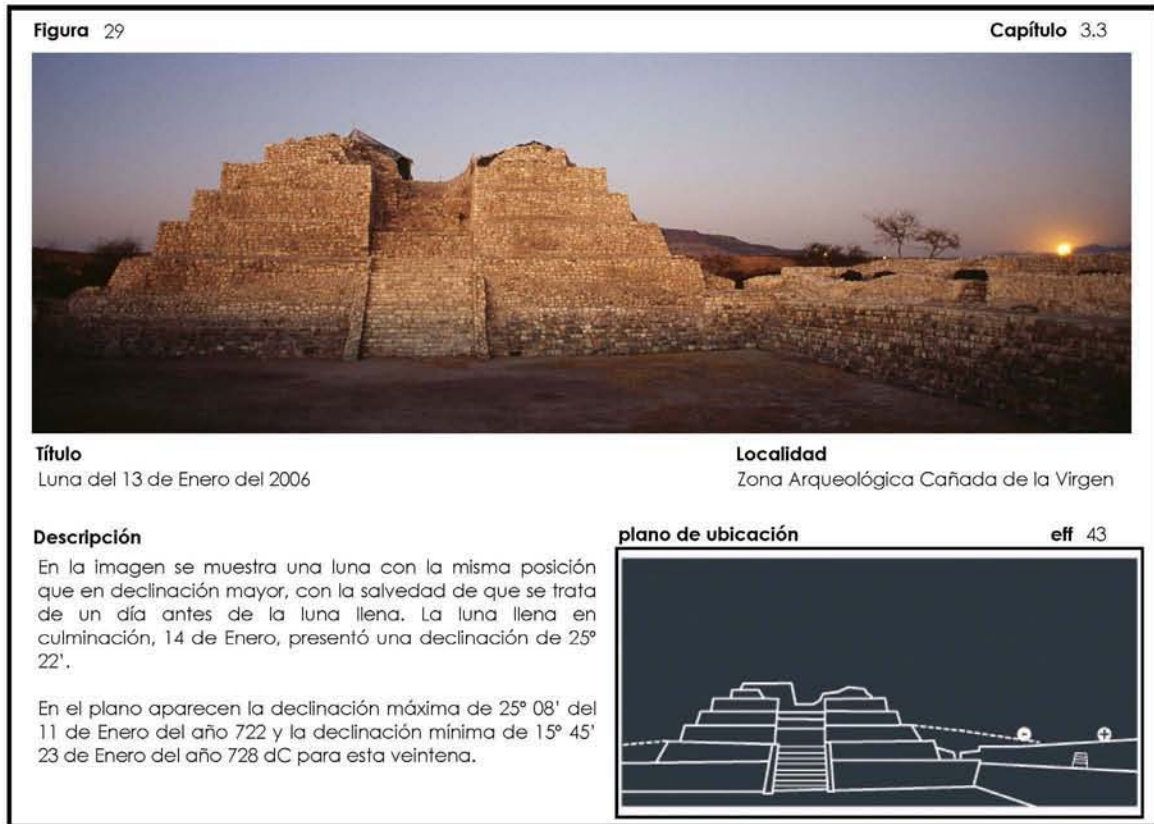 Figura 29
Capítulo 3.3
Título
Luna del 13 de Enero del 2006
Localidad
Zona Arqueológica Cañada de la Virgen
Descripción
En la imagen se muestra una luna con la misma posición
que en declinación mayor, con la salvedad de que se trata
de un día antes de la luna llena. La luna llena en
culminación, 14 de Enero, presentó una declinación de 25º
22'.
En el plano aparecen la declinación máxima de 25º 08' del
11 de Enero del año 722 y la declinación mínima de 15º 45'
23 de Enero del año 728 dC para esta veintena.
plano de ubicación
eff 43